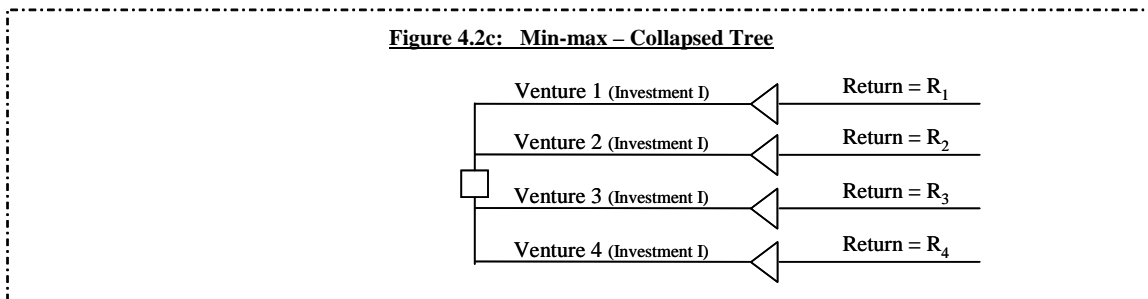 Figure 4.2c: Min-max – Collapsed Tree
Venture 1 (Investment I) Return = R1
Venture 2 (Investment I) Return = R2
Venture 3 (Investment I) Return = R3
Venture 4 (Investment I) Return = R4